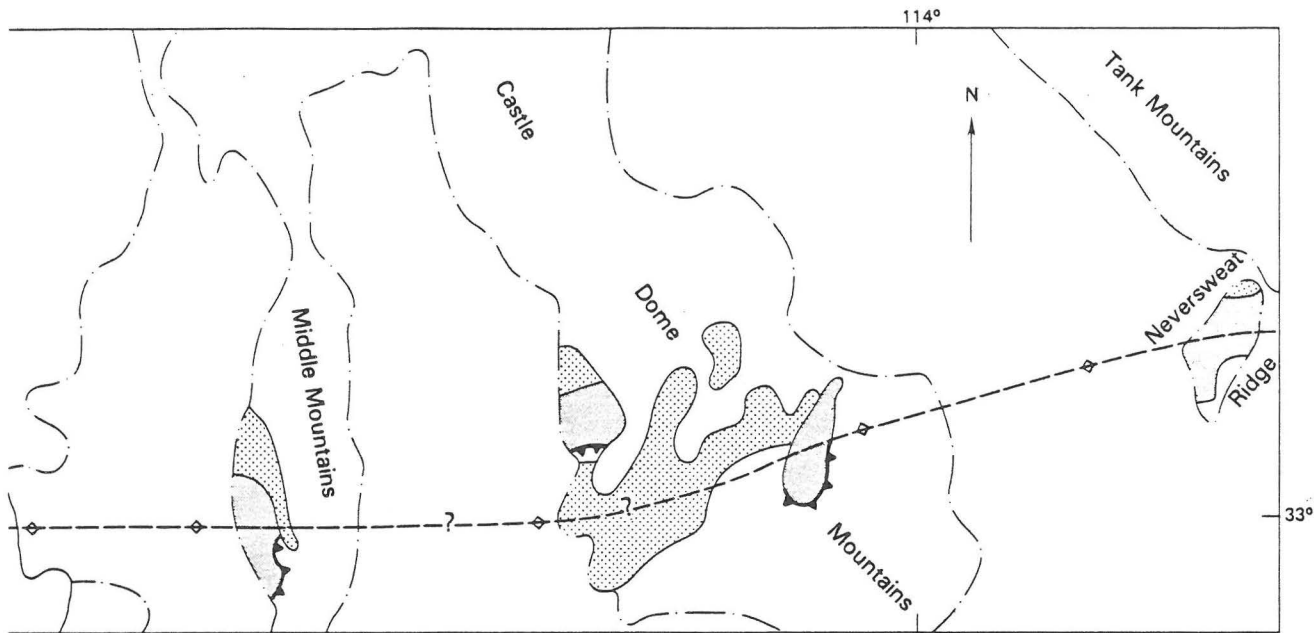 114°
Tank Mountains
Castle
N
Neversweat
Ridge
Dome
Middle Mountains
?
?
33°
Mountains